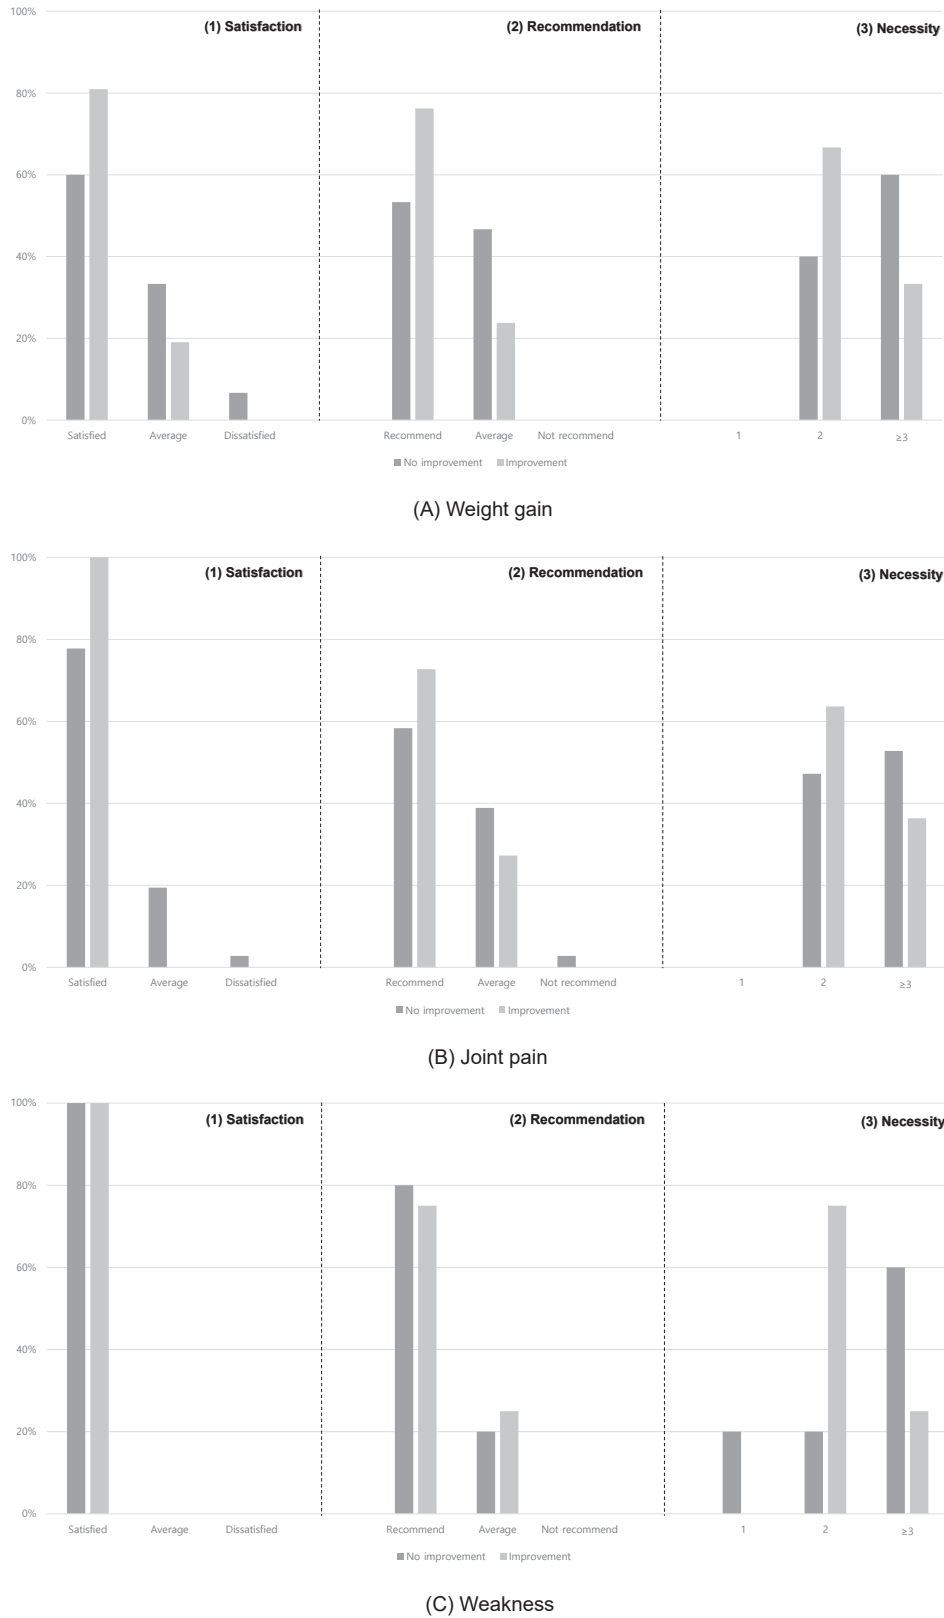 100%
(1) Satisfaction
(2) Recommendation
(3) Necessity
80%
60%
40%
20%
0%
Satisfied
Average
Dissatisfied
Recommend
Average
Not recommend
1
2
≥3
No improvement
Improvement
(A) Weight gain
100%
(1) Satisfaction
(2) Recommendation
(3) Necessity
80%
60%
40%
20%
0%
Satisfied
Average
Dissatisfied
Recommend
Average
Not recommend
1
2
≥3
No improvement
Improvement
(B) Joint pain
100%
(1) Satisfaction
(2) Recommendation
(3) Necessity
80%
60%
40%
20%
0%
Satisfied
Average
Dissatisfied
Recommend
Average
Not recommend
1
2
≥3
No improvement
Improvement
(C) Weakness